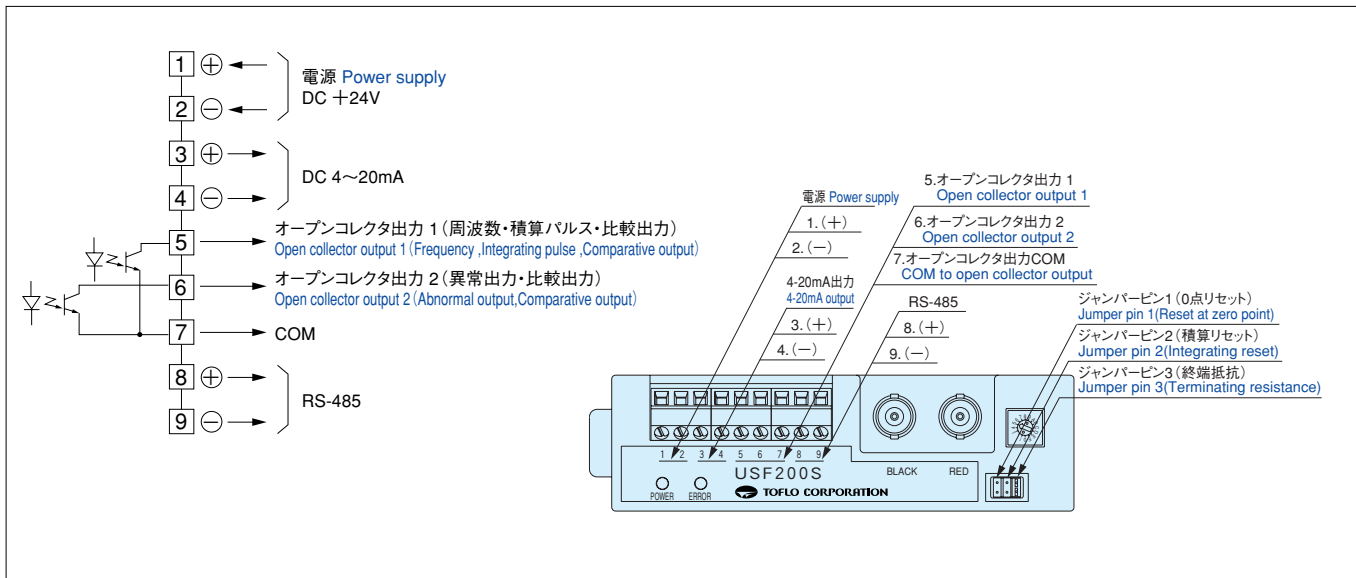 1 ⊕
2 ⊖
電源 Power supply
DC ＋24V
3 ⊕
4 ⊖
DC 4～20mA
5
オープンコレクタ出力 1（周波数・積算パルス・比較出力）
Open collector output 1（Frequency ,Integrating pulse ,Comparative output）
6
オープンコレクタ出力 2（異常出力・比較出力）
Open collector output 2（Abnormal output,Comparative output）
7
COM
8 ⊕
9 ⊖
RS-485
電源 Power supply
1.（＋）
2.（－）
4-20mA出力
4-20mA output
3.（＋）
4.（－）
5.オープンコレクタ出力 1
Open collector output 1
6.オープンコレクタ出力 2
Open collector output 2
7.オープンコレクタ出力COM
COM to open collector output
RS-485
8.（＋）
9.（－）
ジャンパーピン1（0点リセット）
Jumper pin 1(Reset at zero point)
ジャンパーピン2（積算リセット）
Jumper pin 2(Integrating reset)
ジャンパーピン3（終端抵抗）
Jumper pin 3(Terminating resistance)
1 2 3 4 5 6 7 8 9
USF200S
BLACK
RED
POWER
ERROR
TOFLO CORPORATION